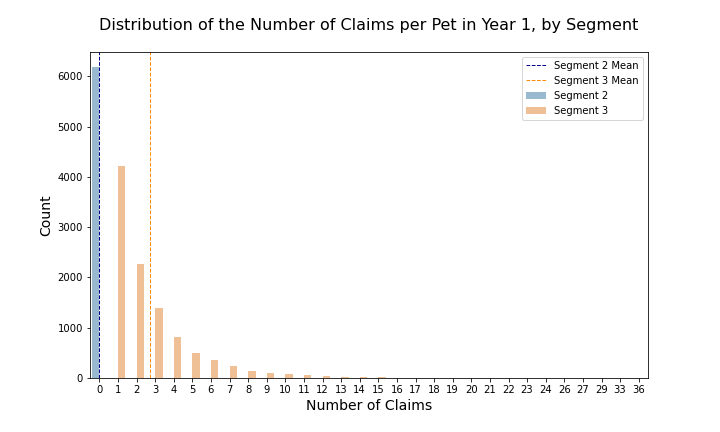 Distribution of the Number of Claims per Pet in Year 1, by Segment
Segment 2 Mean
Segment 3 Mean
Segment 2
Segment 3
6000
5000
4000
3000
2000
1000
0
Count
0 1 2 3 4 5 6 7 8 9 10 11 12 13 14 15 16 17 18 19 20 21 22 23 24 26 27 29 33 36
Number of Claims